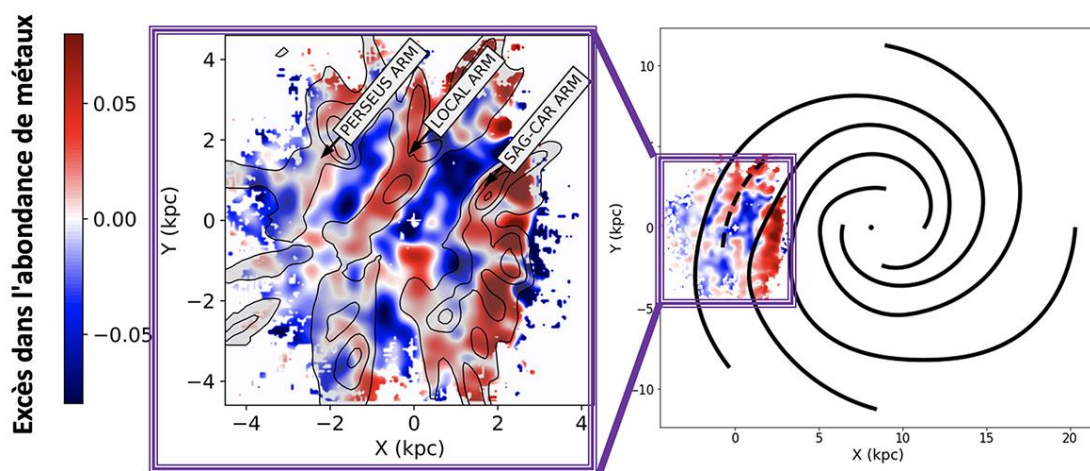 Excès dans l'abondance de métaux
0.05
0.00
−0.05
Y (kpc)
4
2
0
−2
−4
PERSEUS ARM
LOCAL ARM
SAG-CAR ARM
−4 −2 0 2 4
X (kpc)
Y (kpc)
10
5
0
−5
−10
0 5 10 15 20
X (kpc)